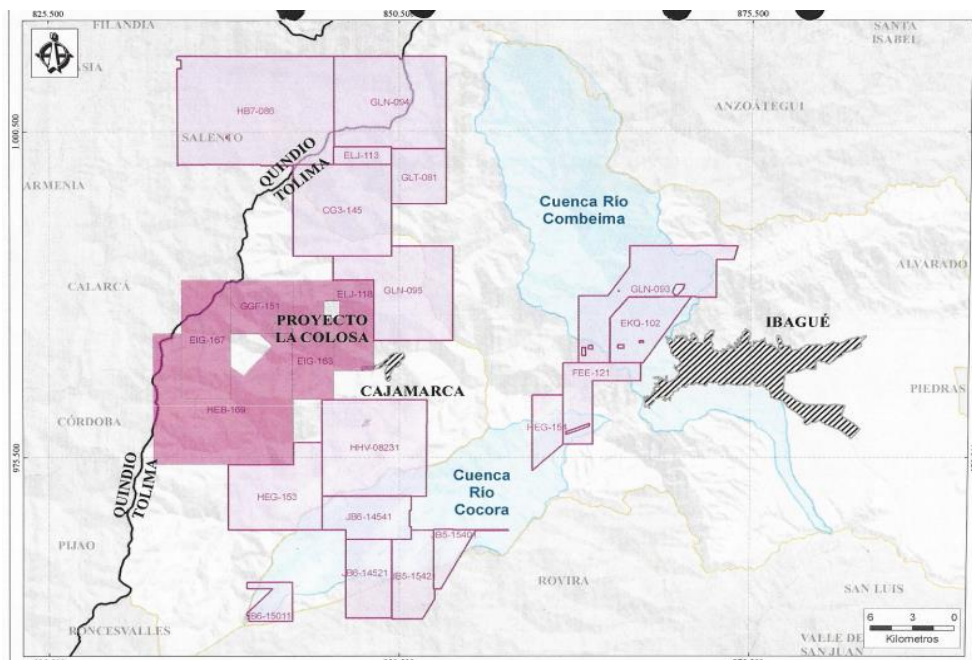 825.500
850.500
875.500
FILANDIA
SANTA
ISABEL
ASIA
HB7-086
GLN-094
ANZOÁTEGUI
1 000.500
SALENTO
QUINDIO
TOLIMA
ELJ-113
GLT-081
ARMENIA
CG3-145
Cuenca Río
Combeima
CALARCÁ
GGF-151
ELJ-118
GLN-095
GLN-093
ALVARADO
PROYECTO
LA COLOSA
EIG-167
EIG-163
EKQ-102
IBAGUÉ
CAJAMARCA
FEE-121
PIEDRAS
HEB-169
CÓRDOBA
HEG-154
HHV-08231
975.500
QUINDIO
TOLIMA
HEG-153
Cuenca
Río
Cocora
JB6-14541
JB5-15401
PIJAO
JB6-14521
JB5-1542
ROVIRA
SAN LUIS
JB6-15011
RONCESVALLES
VALLE DE
SAN JUAN
6 3 0
Kilometros